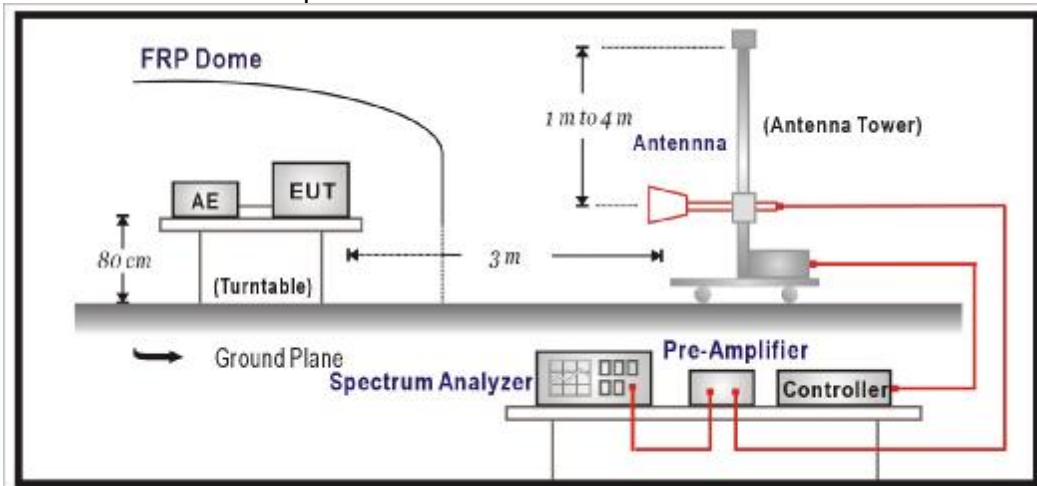 FRP Dome
1 m to 4 m
(Antenna Tower)
Antennna
AE
EUT
80 cm
3 m
(Turntable)
Ground Plane
Pre-Amplifier
Spectrum Analyzer
Controller